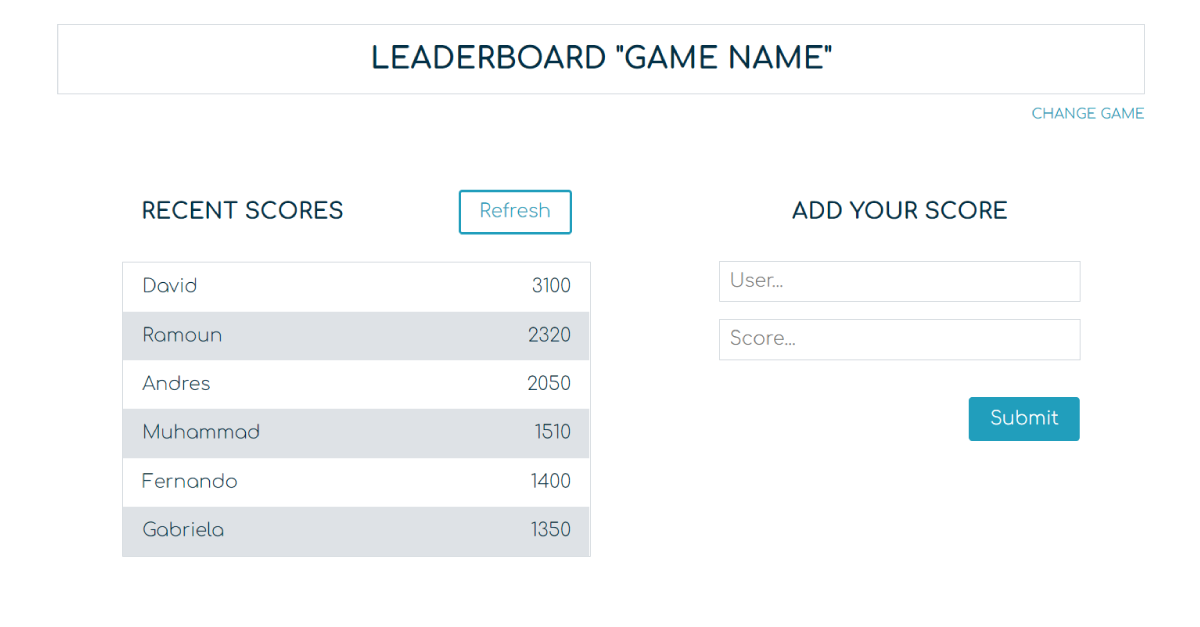 LEADERBOARD "GAME NAME"
CHANGE GAME
RECENT SCORES
Refresh
David 3100
Ramoun 2320
Andres 2050
Muhammad 1510
Fernando 1400
Gabriela 1350
ADD YOUR SCORE
User...
Score...
Submit